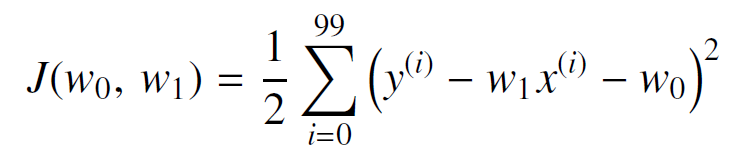 J(w₀, w₁) = 1/2 ∑_{i=0}^{99} (y⁽ⁱ⁾ − w₁x⁽ⁱ⁾ − w₀)²